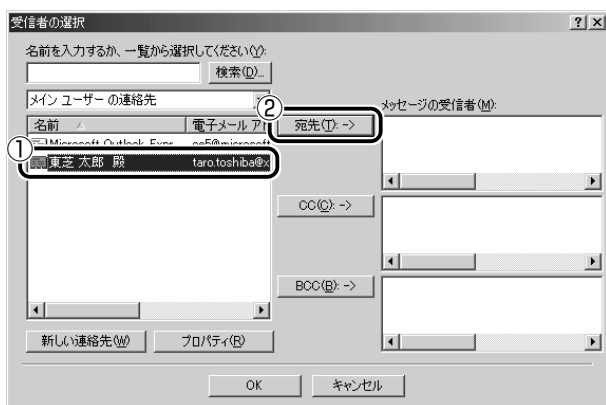 受信者の選択
名前を入力するか、一覧から選択してください(Y):
検索(D)...
メイン ユーザー の連絡先
メッセージの受信者(M):
②
名前 電子メール ア 宛先(T): ->
Microsoft Outlook Expr... oe5@microsoft
①
東芝 太郎 殿 taro.toshiba@x
CC(C): ->
BCC(B): ->
新しい連絡先(W) プロパティ(R)
OK キャンセル